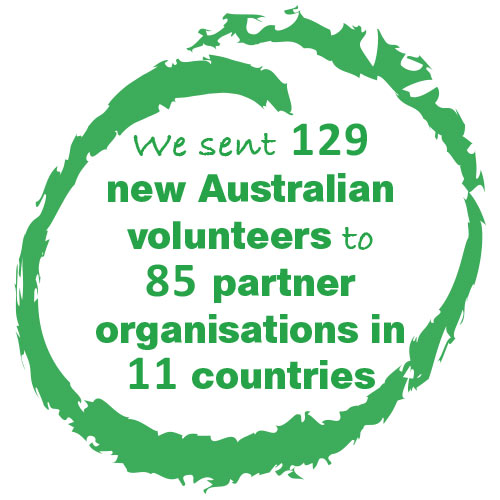 We sent 129
new Australian
volunteers to
85 partner
organisations in
11 countries